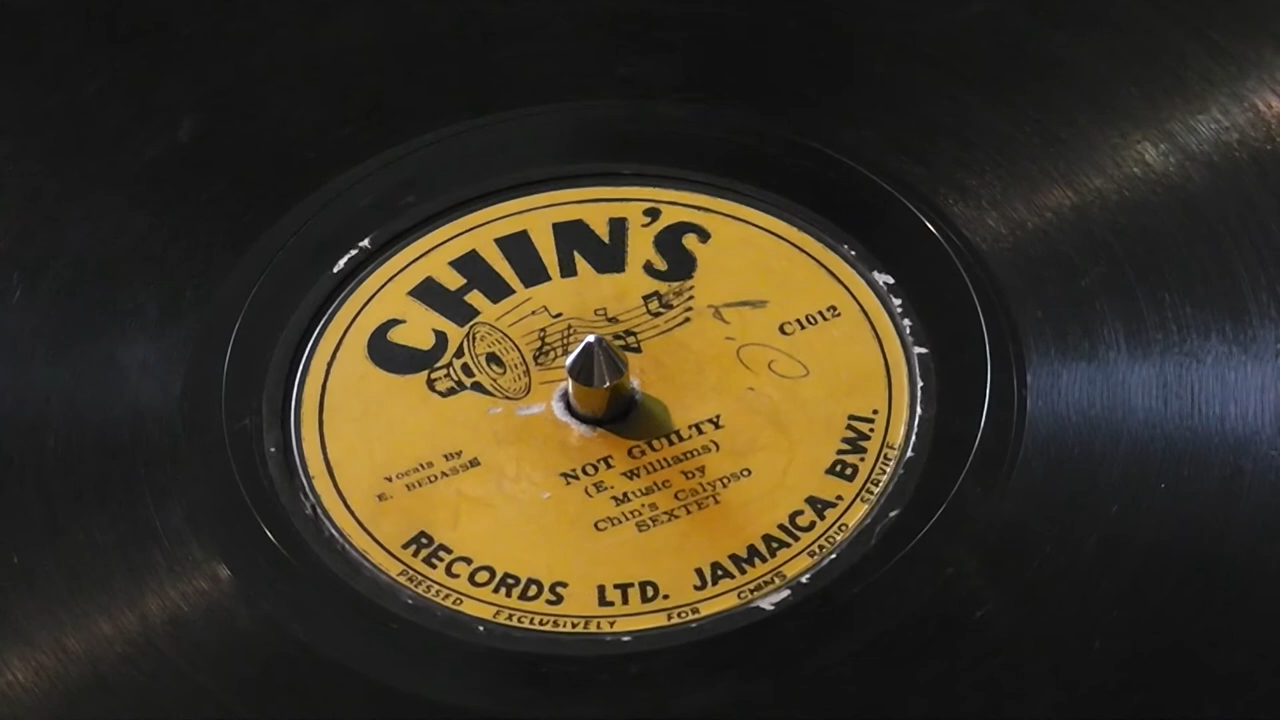 CHIN'S
C1012
Vocals By
E. BEDASSE
NOT GUILTY
(E. Williams)
Music by
Chin's Calypso
SEXTET
RECORDS LTD. JAMAICA, B.W.I.
PRESSED EXCLUSIVELY FOR CHIN'S RADIO SERVICE